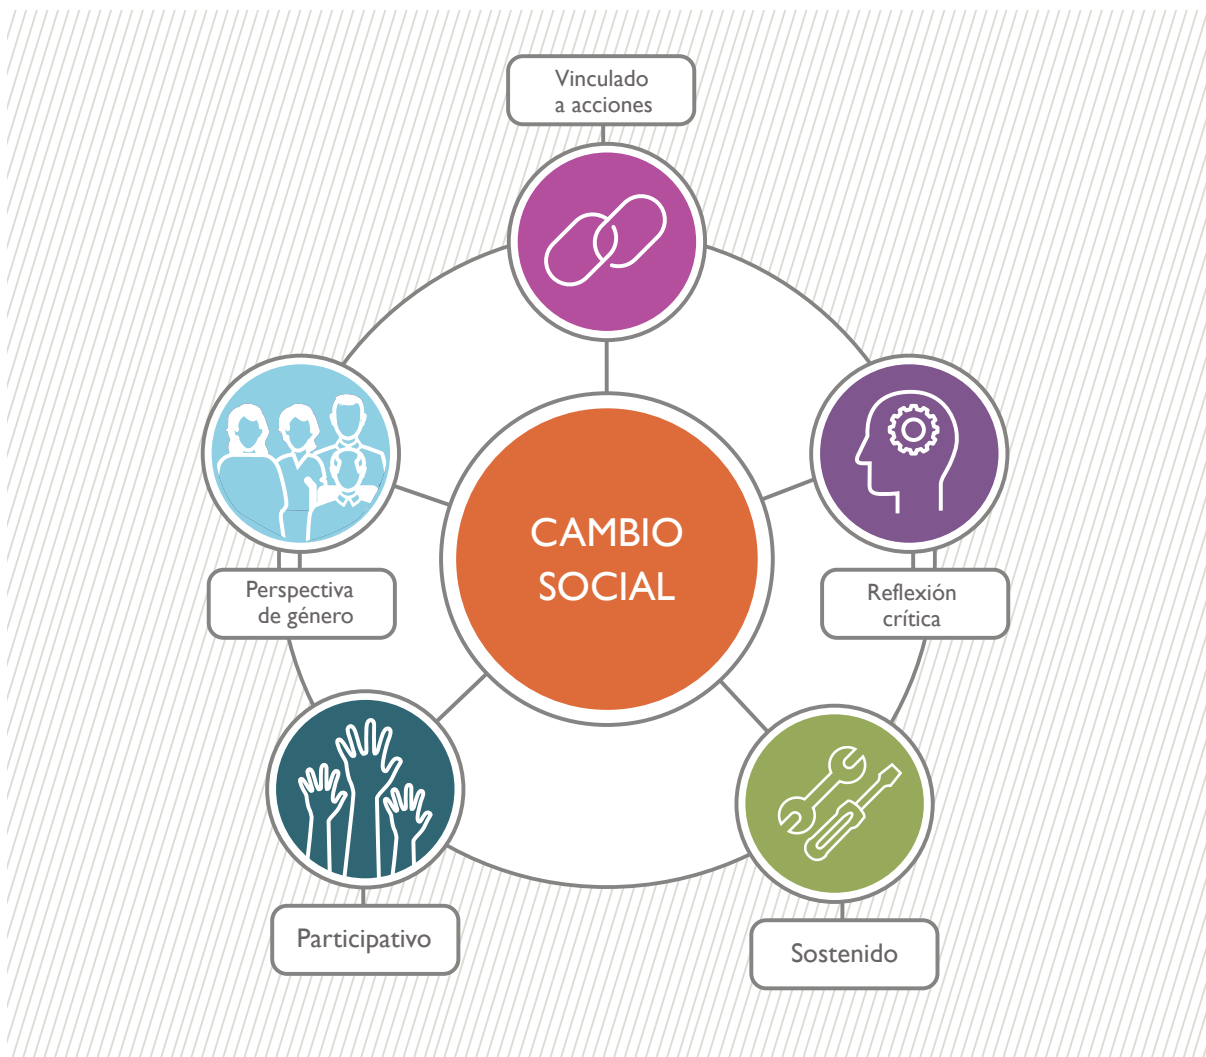 Vinculado
a acciones
CAMBIO
SOCIAL
Perspectiva
de género
Reflexión
crítica
Participativo
Sostenido